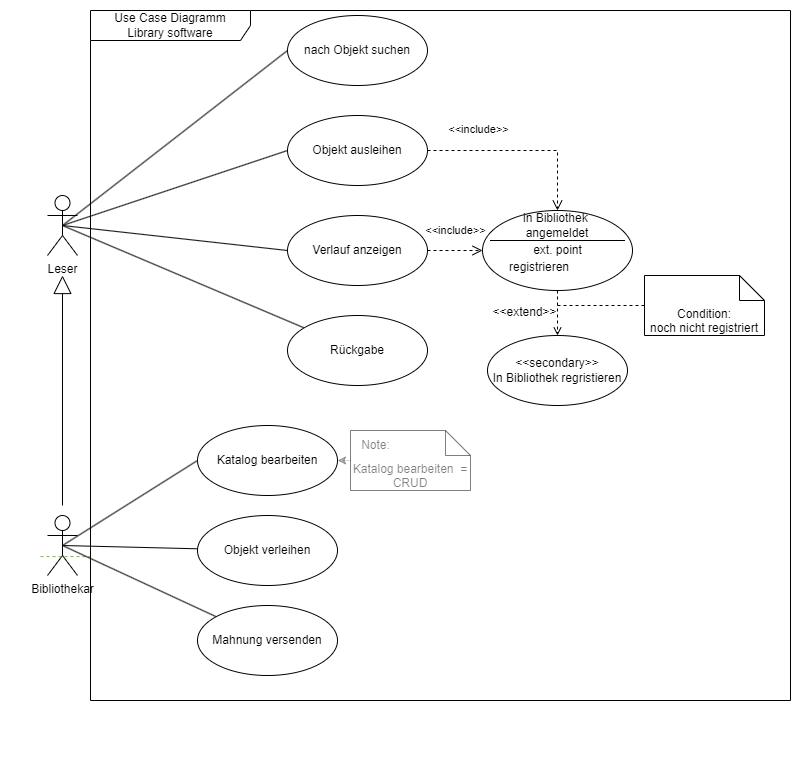 Use Case Diagramm
Library software
nach Objekt suchen
<<include>>
Objekt ausleihen
In Bibliothek
angemeldet
ext. point
registrieren
<<include>>
Verlauf anzeigen
Leser
<<extend>>
Condition:
noch nicht registriert
Rückgabe
<<secondary>>
In Bibliothek regristieren
Katalog bearbeiten
Note:
Katalog bearbeiten =
CRUD
Objekt verleihen
Bibliothekar
Mahnung versenden